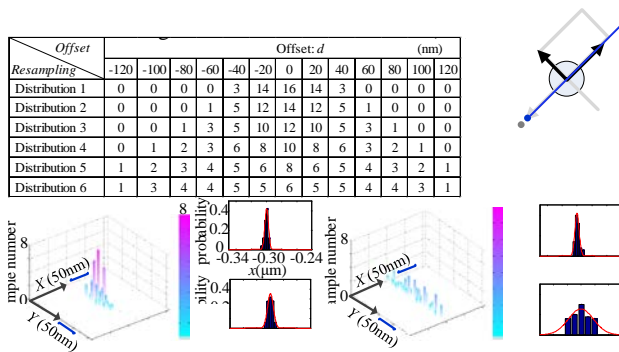 Offset Offset: d (nm)
Resampling -120 -100 -80 -60 -40 -20 0 20 40 60 80 100 120
Distribution 1 0 0 0 0 3 14 16 14 3 0 0 0 0
Distribution 2 0 0 0 1 5 12 14 12 5 1 0 0 0
Distribution 3 0 0 1 3 5 10 12 10 5 3 1 0 0
Distribution 4 0 1 2 3 6 8 10 8 6 3 2 1 0
Distribution 5 1 2 3 4 5 6 8 6 5 4 3 2 1
Distribution 6 1 3 4 4 5 5 6 5 5 4 4 3 1
8
0
X (50nm)
Y (50nm)
8
probability
0.4
0.2
0
-0.34 -0.30 -0.24
x(μm)
0.4
0
8
0
X (50nm)
Y (50nm)